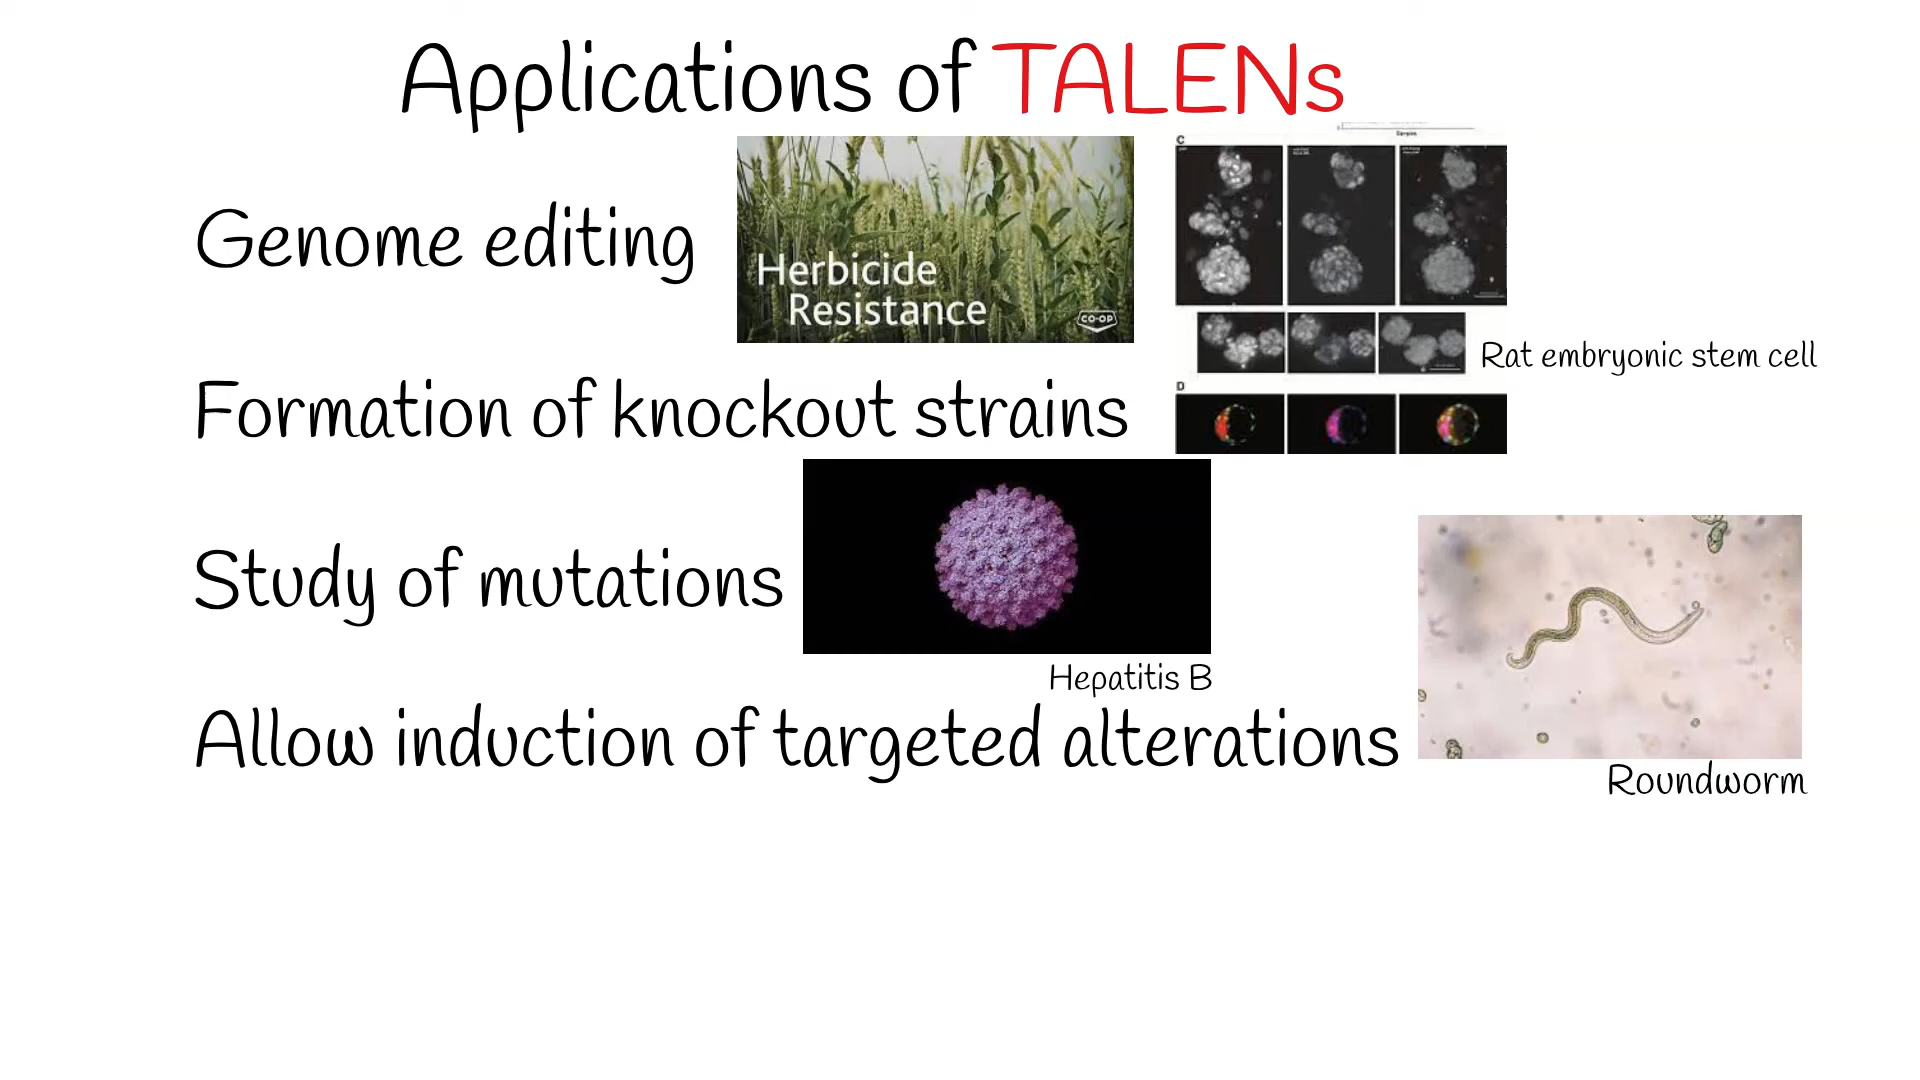 Applications of TALENs
Genome editing
Herbicide
Resistance
CO-OP
C
D
Rat embryonic stem cell
Formation of knockout strains
Study of mutations
Hepatitis B
Allow induction of targeted alterations
Roundworm